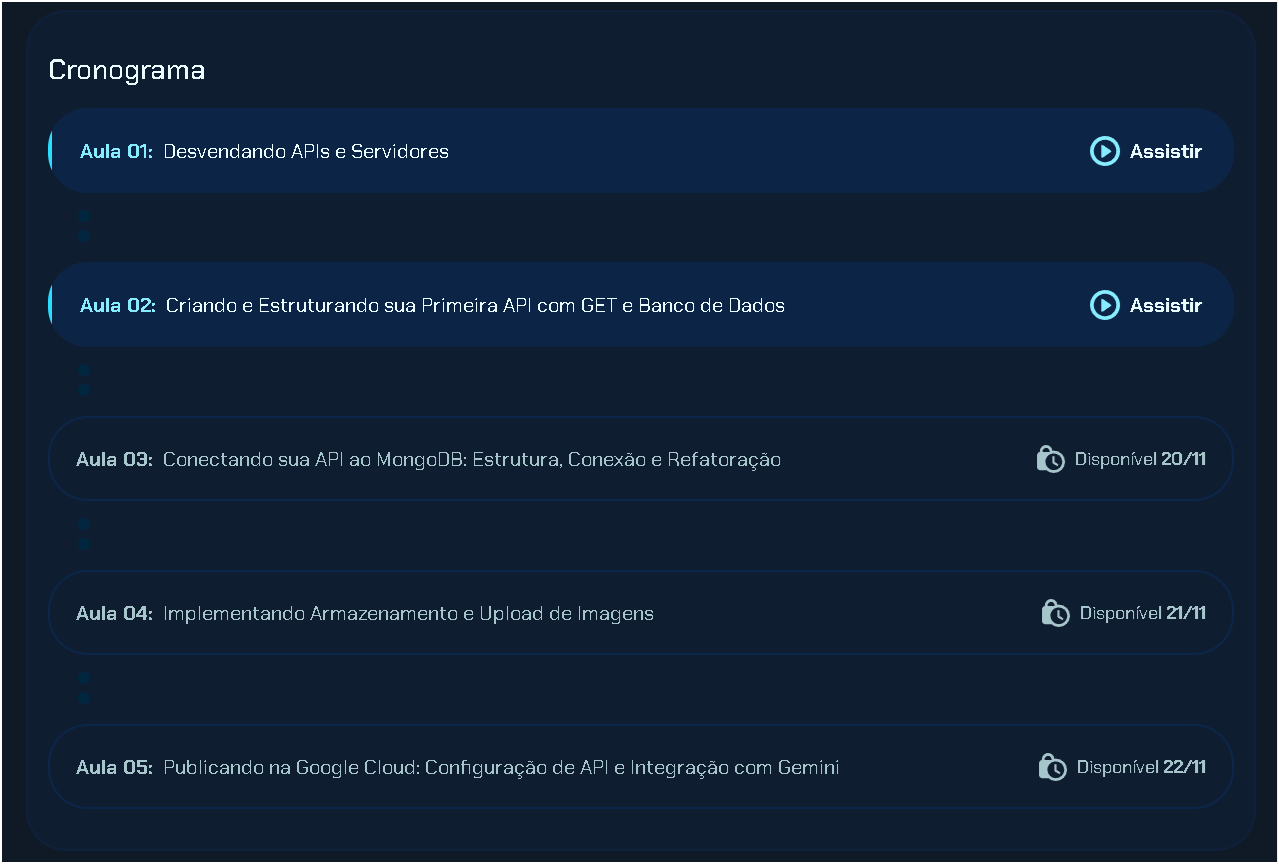 Cronograma
Aula 01: Desvendando APIs e Servidores Assistir
Aula 02: Criando e Estruturando sua Primeira API com GET e Banco de Dados Assistir
Aula 03: Conectando sua API ao MongoDB: Estrutura, Conexão e Refatoração Disponível 20/11
Aula 04: Implementando Armazenamento e Upload de Imagens Disponível 21/11
Aula 05: Publicando na Google Cloud: Configuração de API e Integração com Gemini Disponível 22/11